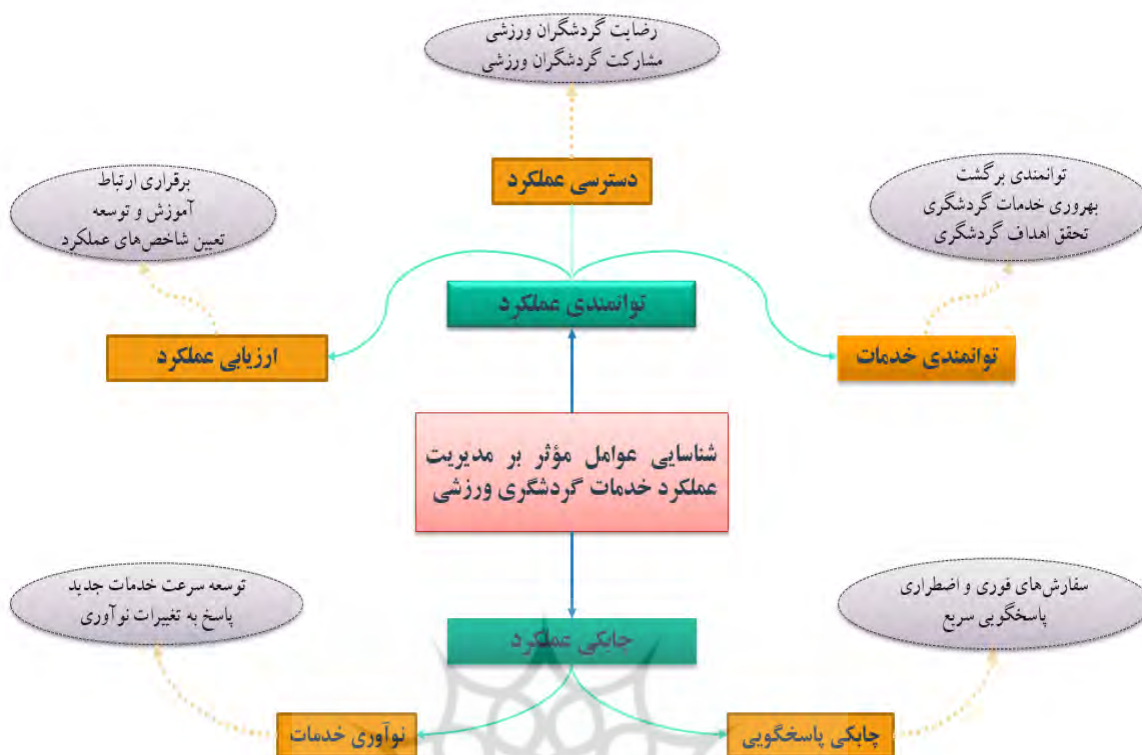 رضایت گردشگران ورزشی
مشارکت گردشگران ورزشی
دسترسی عملکرد
توانمندی برگشت
بهروری خدمات گردشگری
تحقق اهداف گردشگری
برقراری ارتباط
آموزش و توسعه
تعیین شاخص‌های عملکرد
توانمندی عملکرد
توانمندی خدمات
ارزیابی عملکرد
شناسایی عوامل مؤثر بر مدیریت
عملکرد خدمات گردشگری ورزشی
سفارش‌های فوری و اضطراری
پاسخگویی سریع
توسعه سرعت خدمات جدید
پاسخ به تغییرات نوآوری
چابکی عملکرد
چابکی پاسخگویی
نوآوری خدمات